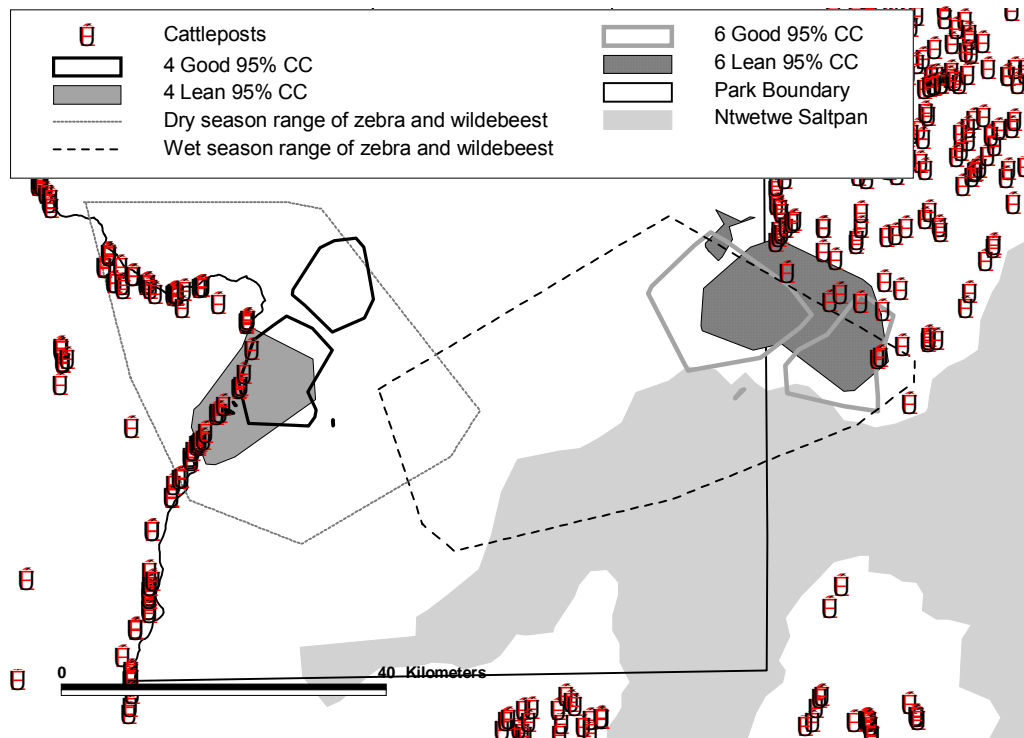 Cattleposts
4 Good 95% CC
4 Lean 95% CC
Dry season range of zebra and wildebeest
Wet season range of zebra and wildebeest
6 Good 95% CC
6 Lean 95% CC
Park Boundary
Ntwetwe Saltpan
0 40 Kilometers